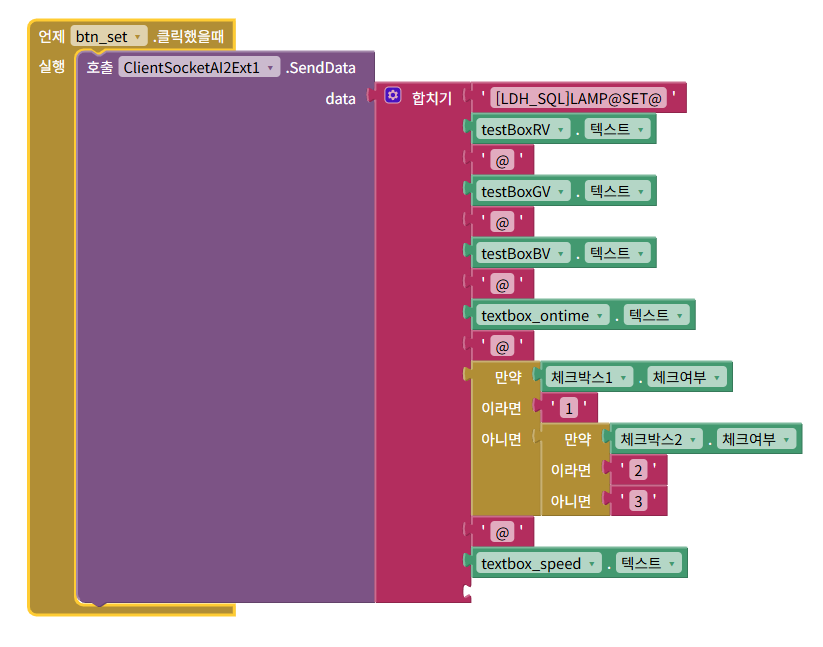 언제 btn_set .클릭했을때
실행 호출 ClientSocketAI2Ext1 .SendData
data 합치기 ' [LDH_SQL]LAMP@SET@ '
testBoxRV . 텍스트
' @ '
testBoxGV . 텍스트
' @ '
testBoxBV . 텍스트
' @ '
textbox_ontime . 텍스트
' @ '
만약 체크박스1 . 체크여부
이라면 ' 1 '
아니면 만약 체크박스2 . 체크여부
이라면 ' 2 '
아니면 ' 3 '
' @ '
textbox_speed . 텍스트